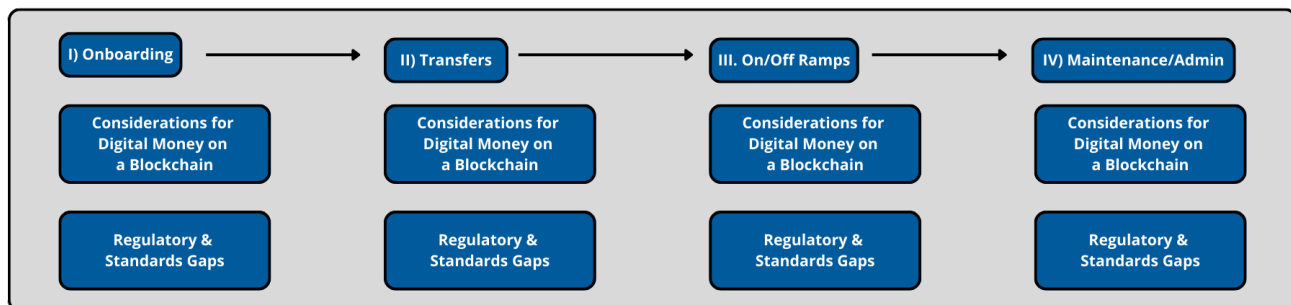 I) Onboarding
II) Transfers
III. On/Off Ramps
IV) Maintenance/Admin
Considerations for
Digital Money on
a Blockchain
Considerations for
Digital Money on
a Blockchain
Considerations for
Digital Money on
a Blockchain
Considerations for
Digital Money on
a Blockchain
Regulatory &
Standards Gaps
Regulatory &
Standards Gaps
Regulatory &
Standards Gaps
Regulatory &
Standards Gaps